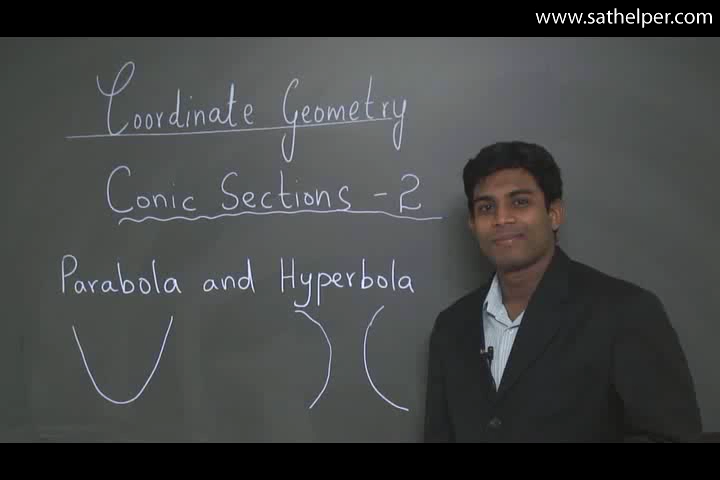 www.sathelper.com
Coordinate Geometry
Conic Sections - 2
Parabola and Hyperbola